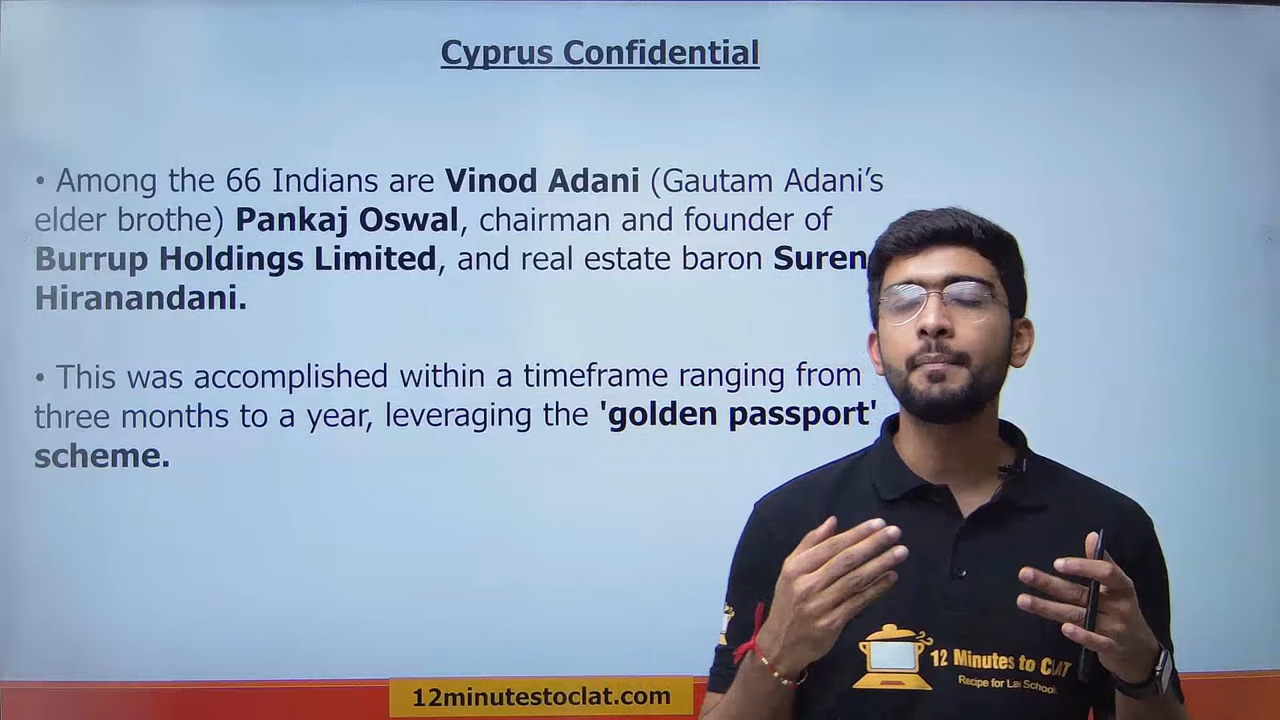 Cyprus Confidential
• Among the 66 Indians are Vinod Adani (Gautam Adani's
elder brothe) Pankaj Oswal, chairman and founder of
Burrup Holdings Limited, and real estate baron Suren
Hiranandani.
• This was accomplished within a timeframe ranging from
three months to a year, leveraging the 'golden passport'
scheme.
12 Minutes to CLAT
Recipe for Law School
12minutestoclat.com